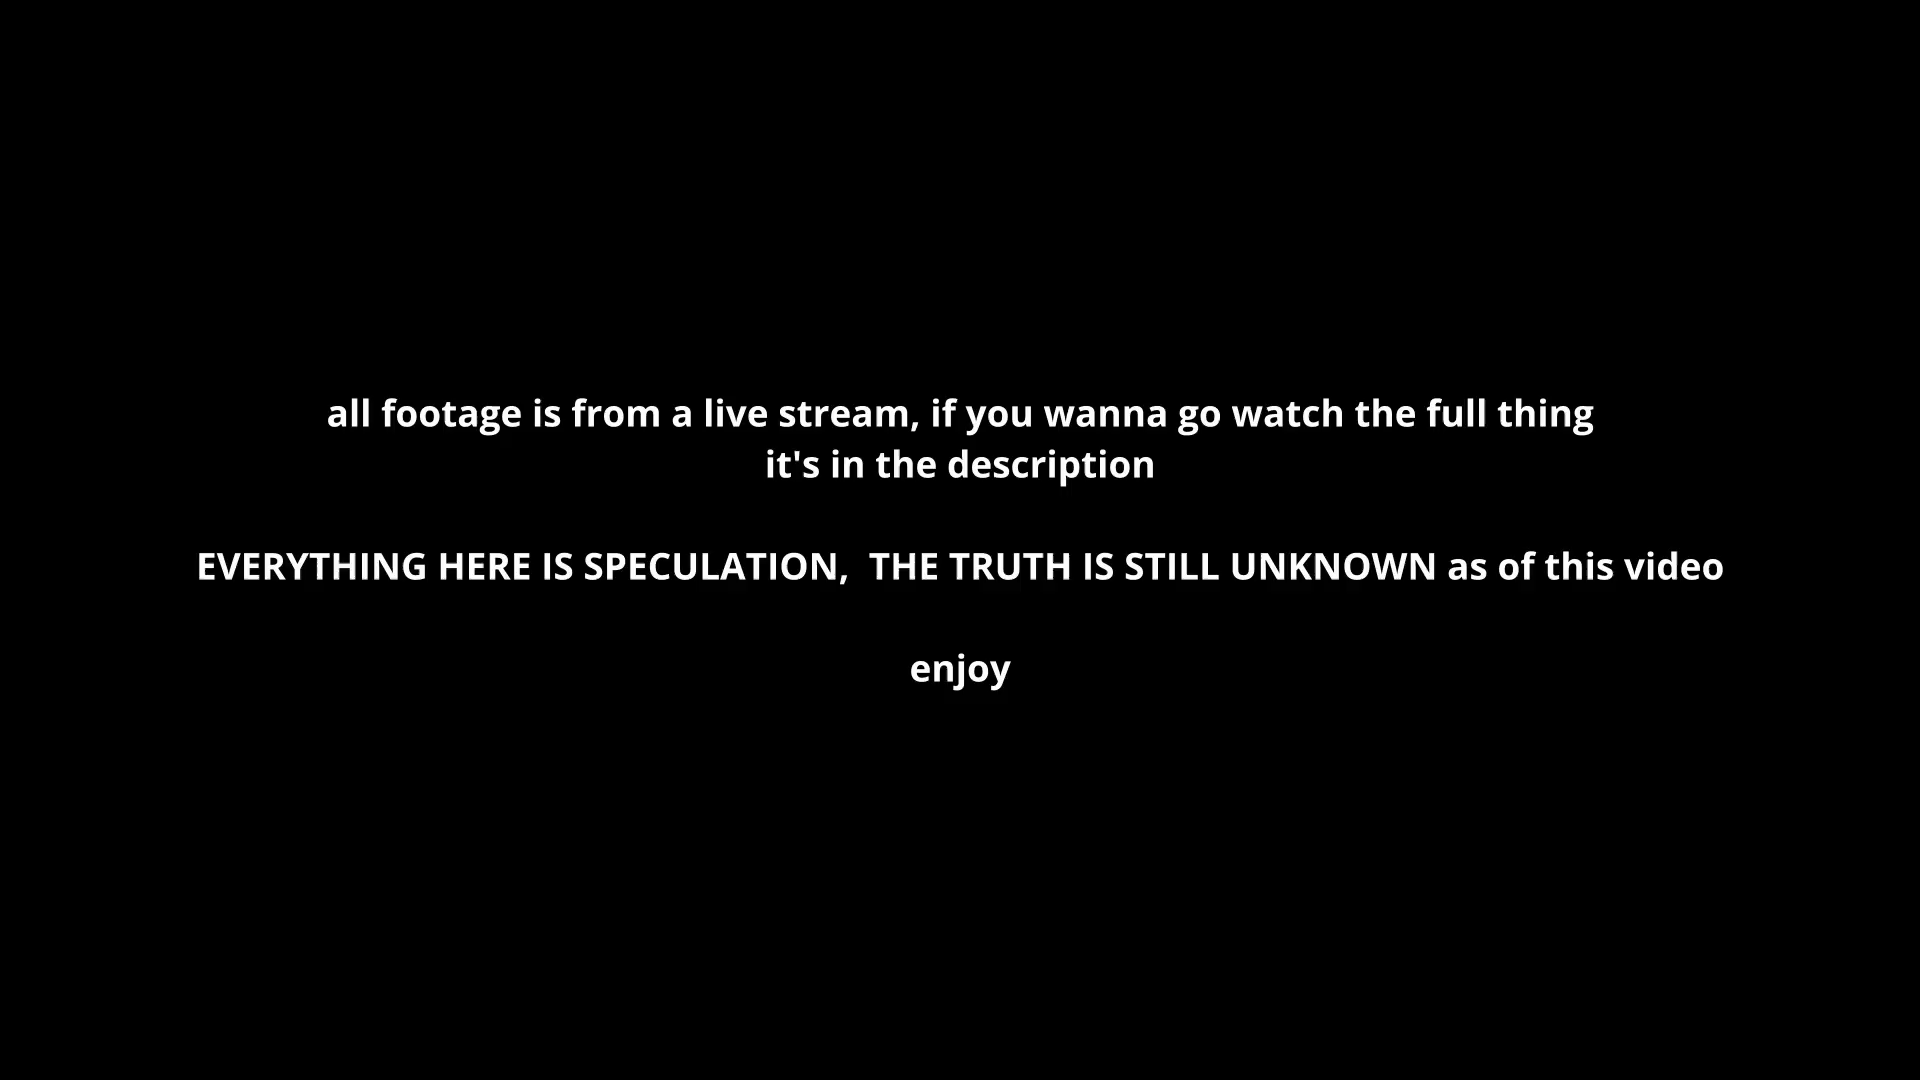 all footage is from a live stream, if you wanna go watch the full thing
it's in the description
EVERYTHING HERE IS SPECULATION,  THE TRUTH IS STILL UNKNOWN as of this video
enjoy